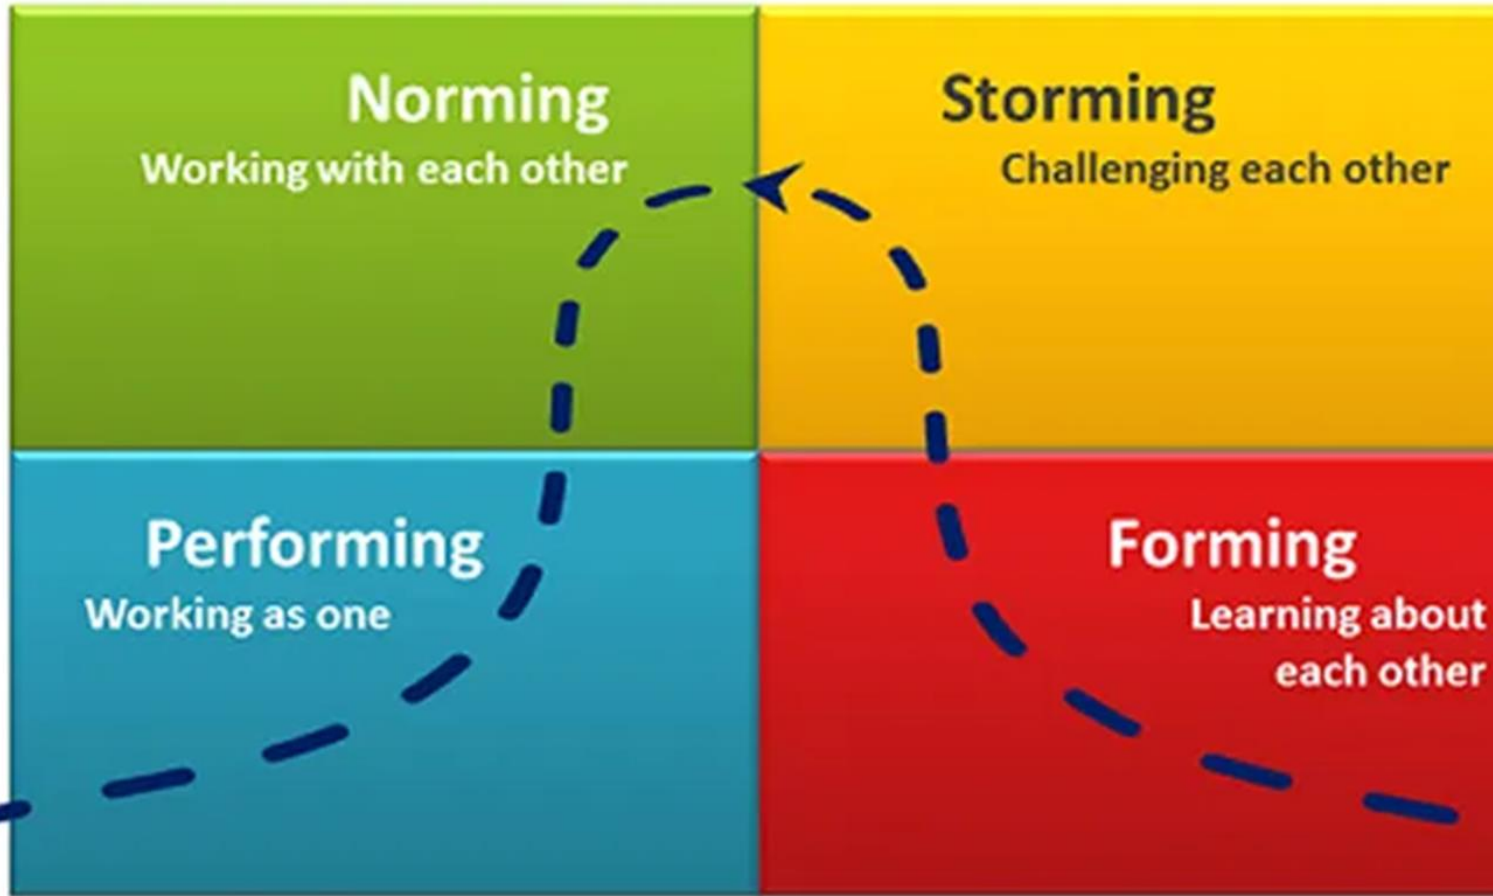 Norming
Working with each other
Storming
Challenging each other
Performing
Working as one
Forming
Learning about
each other